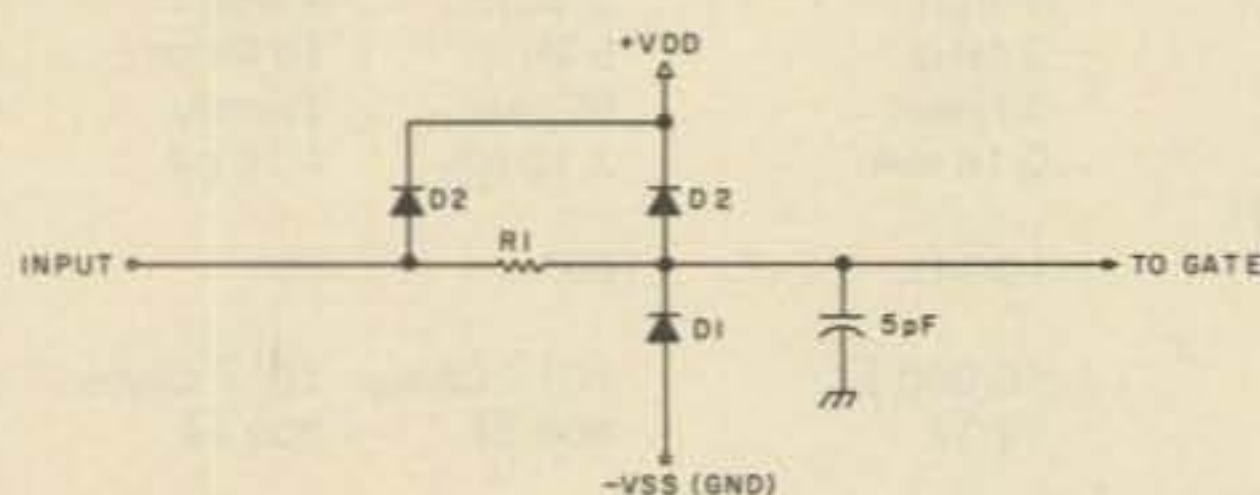 +VDD
D2
D2
R1
INPUT
TO GATE
D1
5pF
-VSS (GND)